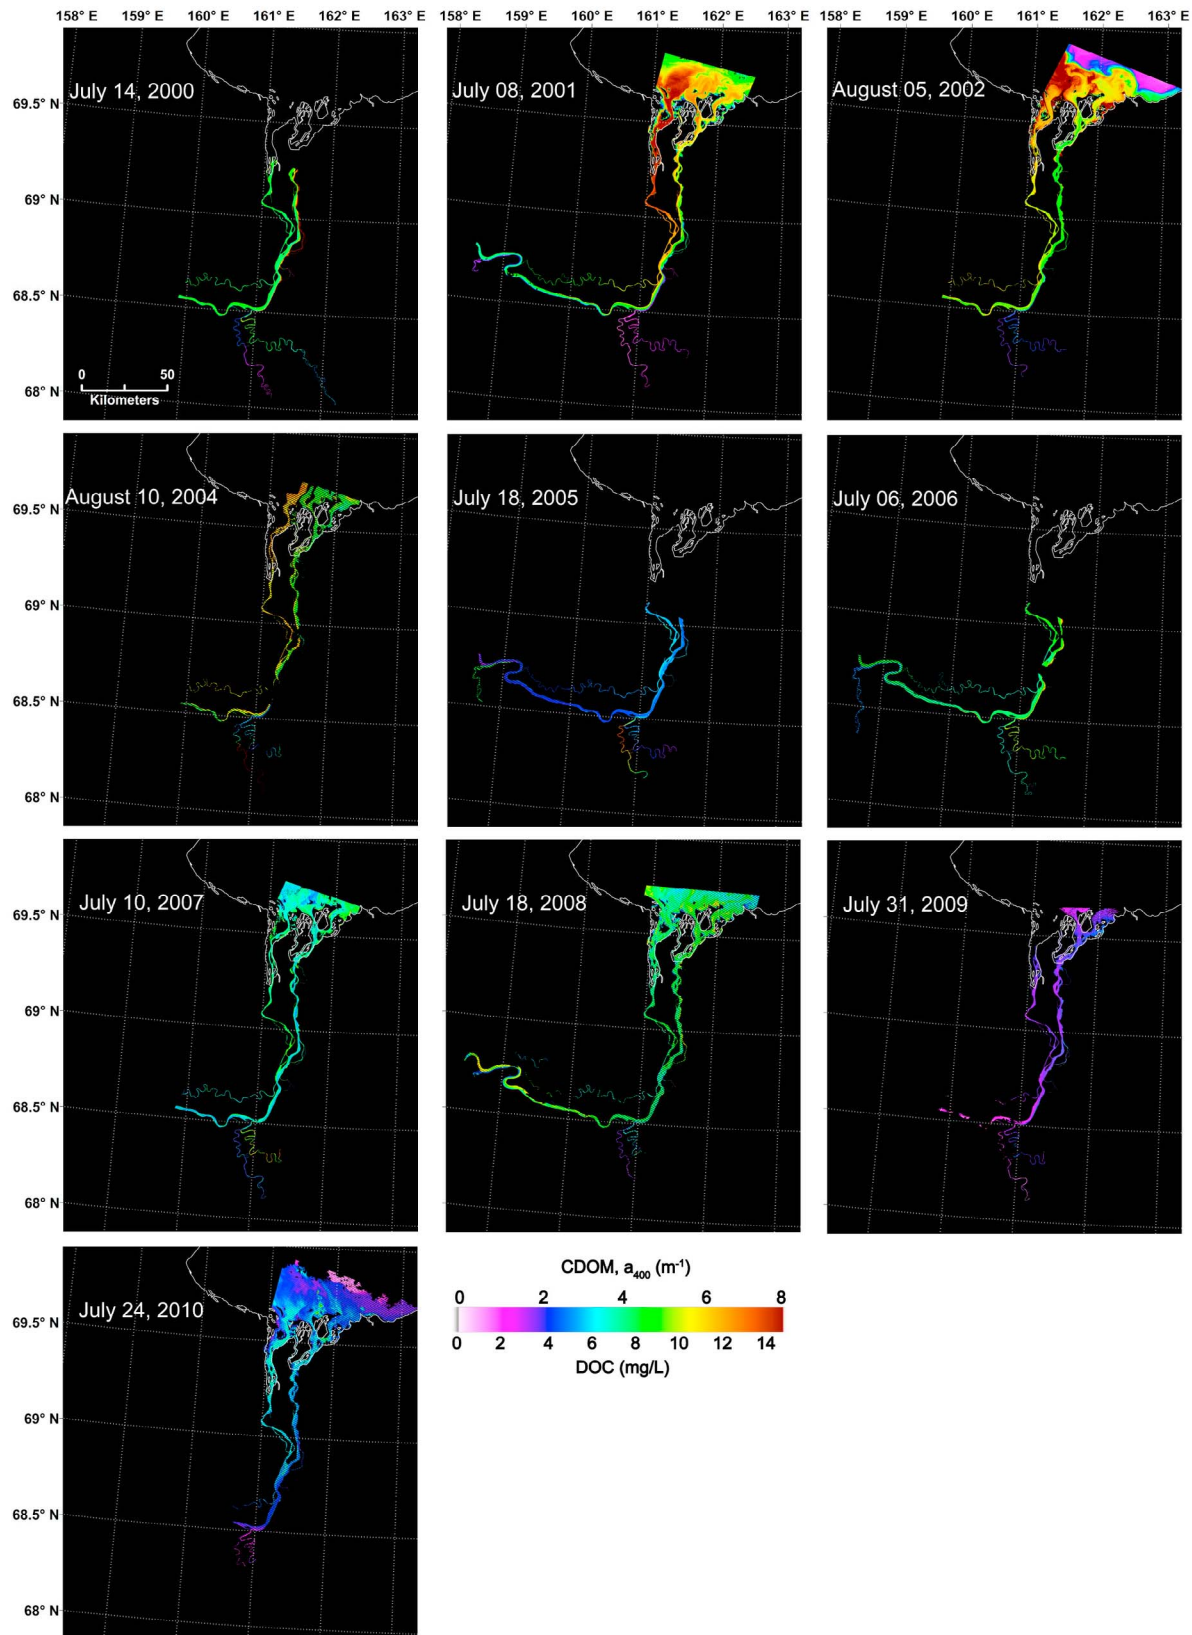 158° E 159° E 160° E 161° E 162° E 163° E 158° E 159° E 160° E 161° E 162° E 163° E 158° E 159° E 160° E 161° E 162° E 163° E
July 14, 2000
July 08, 2001
August 05, 2002
69.5° N
69° N
68.5° N
68° N
0 50
Kilometers
August 10, 2004
July 18, 2005
July 06, 2006
69.5° N
69° N
68.5° N
68° N
July 10, 2007
July 18, 2008
July 31, 2009
69.5° N
69° N
68.5° N
68° N
July 24, 2010
69.5° N
69° N
68.5° N
68° N
CDOM, a₄₀₀ (m⁻¹)
0 2 4 6 8
0 2 4 6 8 10 12 14
DOC (mg/L)